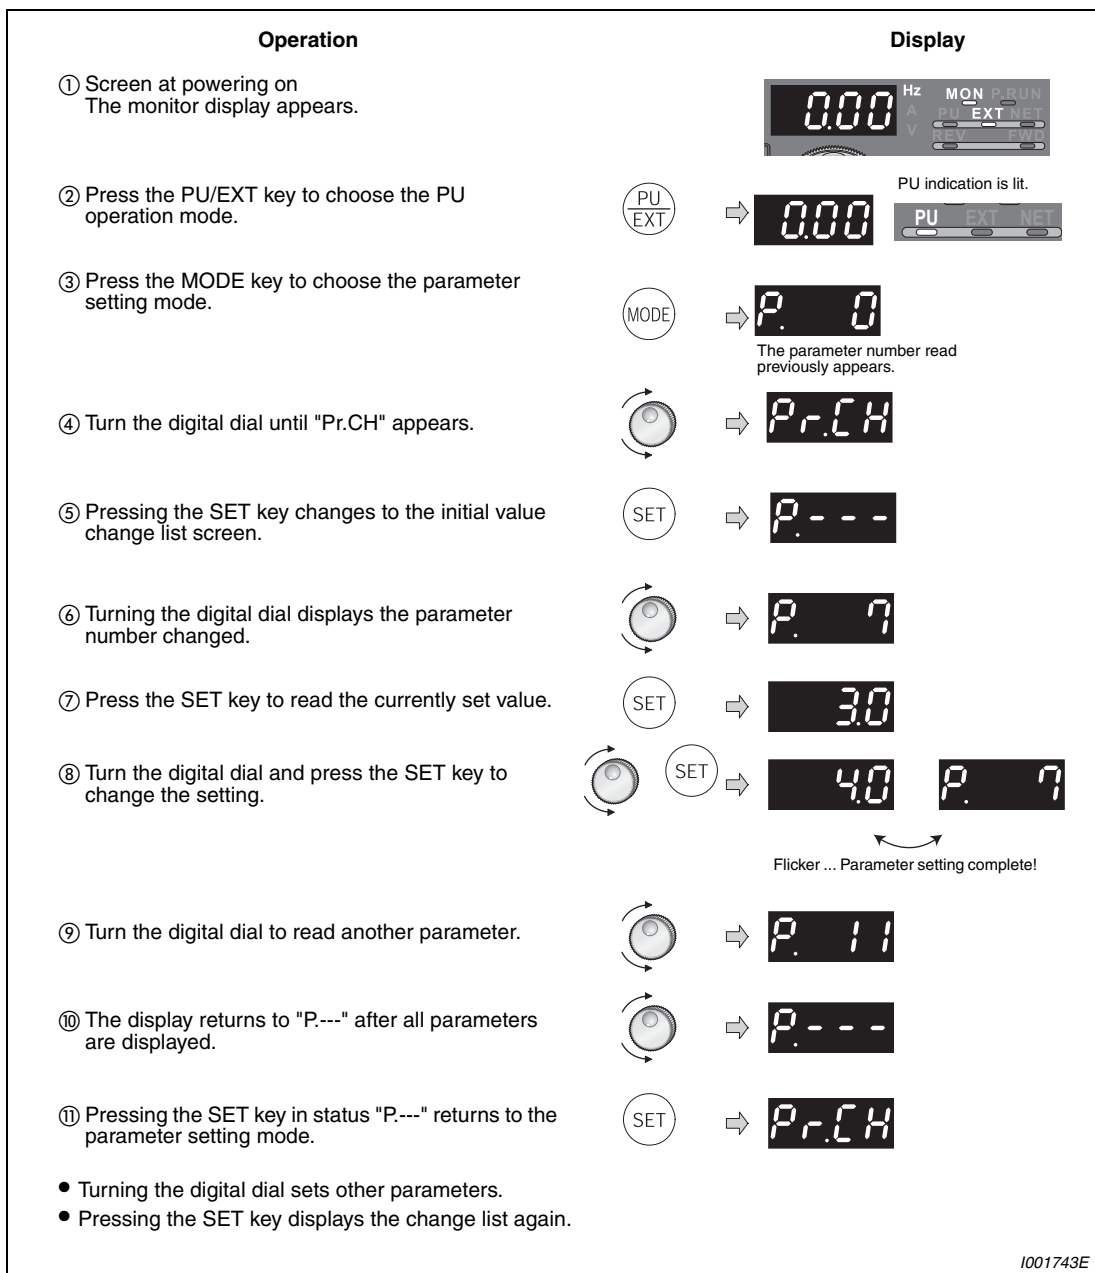 Operation Display
① Screen at powering on
The monitor display appears.
0.00 Hz A V MON P.RUN PU EXT NET REV FWD
② Press the PU/EXT key to choose the PU
operation mode.
PU
EXT
0.00
PU indication is lit.
PU EXT NET
③ Press the MODE key to choose the parameter
setting mode.
MODE
P. 0
The parameter number read
previously appears.
④ Turn the digital dial until "Pr.CH" appears.
Pr.CH
⑤ Pressing the SET key changes to the initial value
change list screen.
SET
P.---
⑥ Turning the digital dial displays the parameter
number changed.
P. 7
⑦ Press the SET key to read the currently set value.
SET
3.0
⑧ Turn the digital dial and press the SET key to
change the setting.
SET
4.0 P. 7
Flicker ... Parameter setting complete!
⑨ Turn the digital dial to read another parameter.
P. 11
⑩ The display returns to "P.---" after all parameters
are displayed.
P.---
⑪ Pressing the SET key in status "P.---" returns to the
parameter setting mode.
SET
Pr.CH
● Turning the digital dial sets other parameters.
● Pressing the SET key displays the change list again.
I001743E